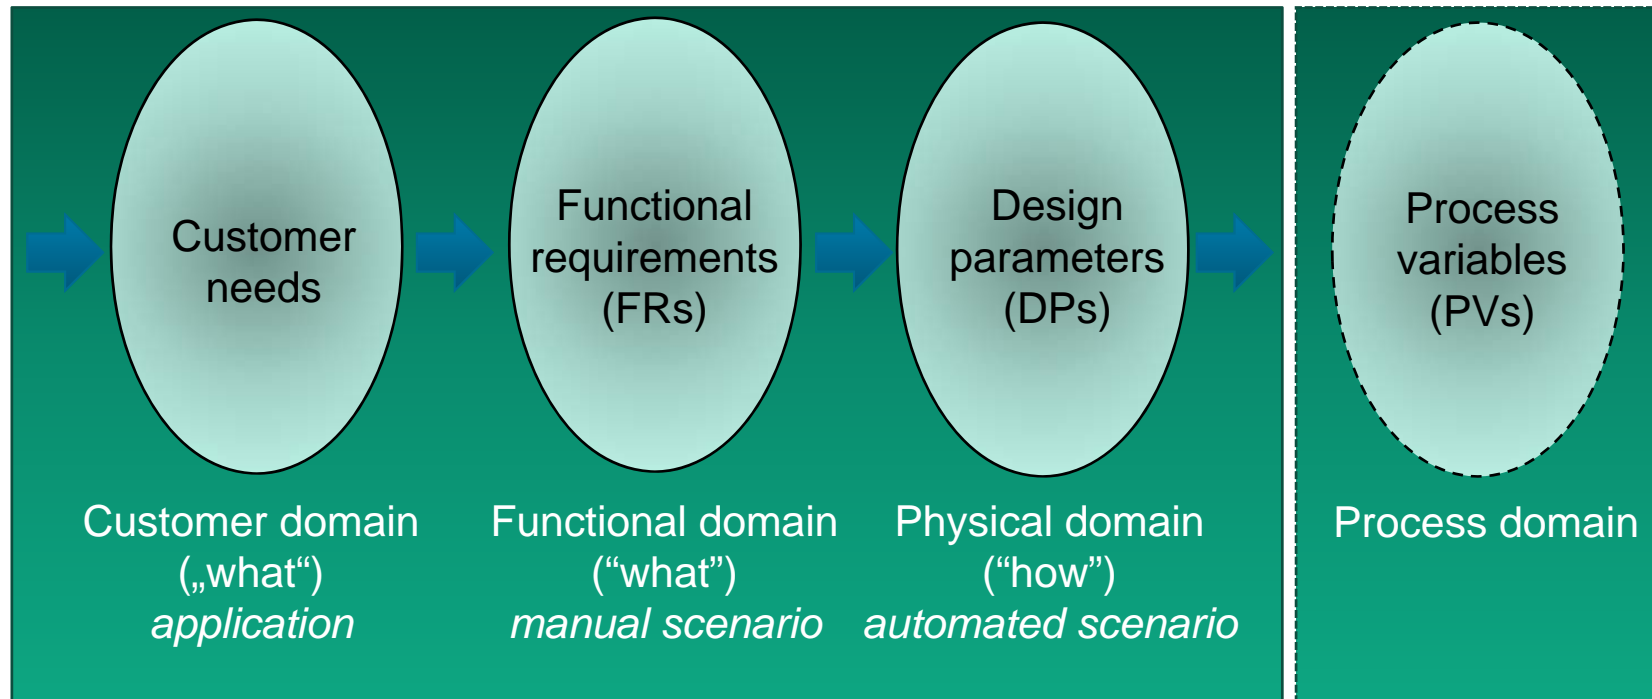 Customer
needs
Functional
requirements
(FRs)
Design
parameters
(DPs)
Process
variables
(PVs)
Customer domain
(„what“)
application
Functional domain
(“what”)
manual scenario
Physical domain
(“how”)
automated scenario
Process domain